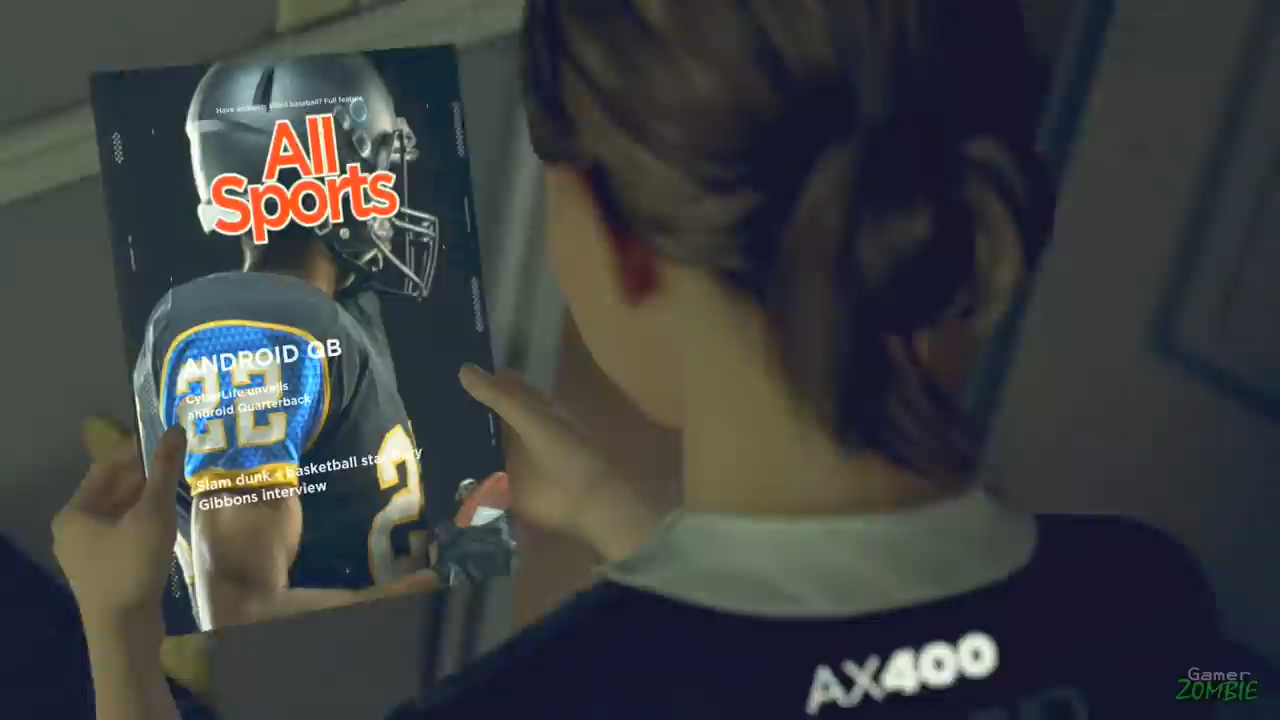 Have androids killed baseball? Full feature
All
Sports
ANDROID QB
CyberLife unveils
android Quarterback
22
2
Slam dunk - basketball star
Gibbons interview
AX400
Gamer
ZOMBIE